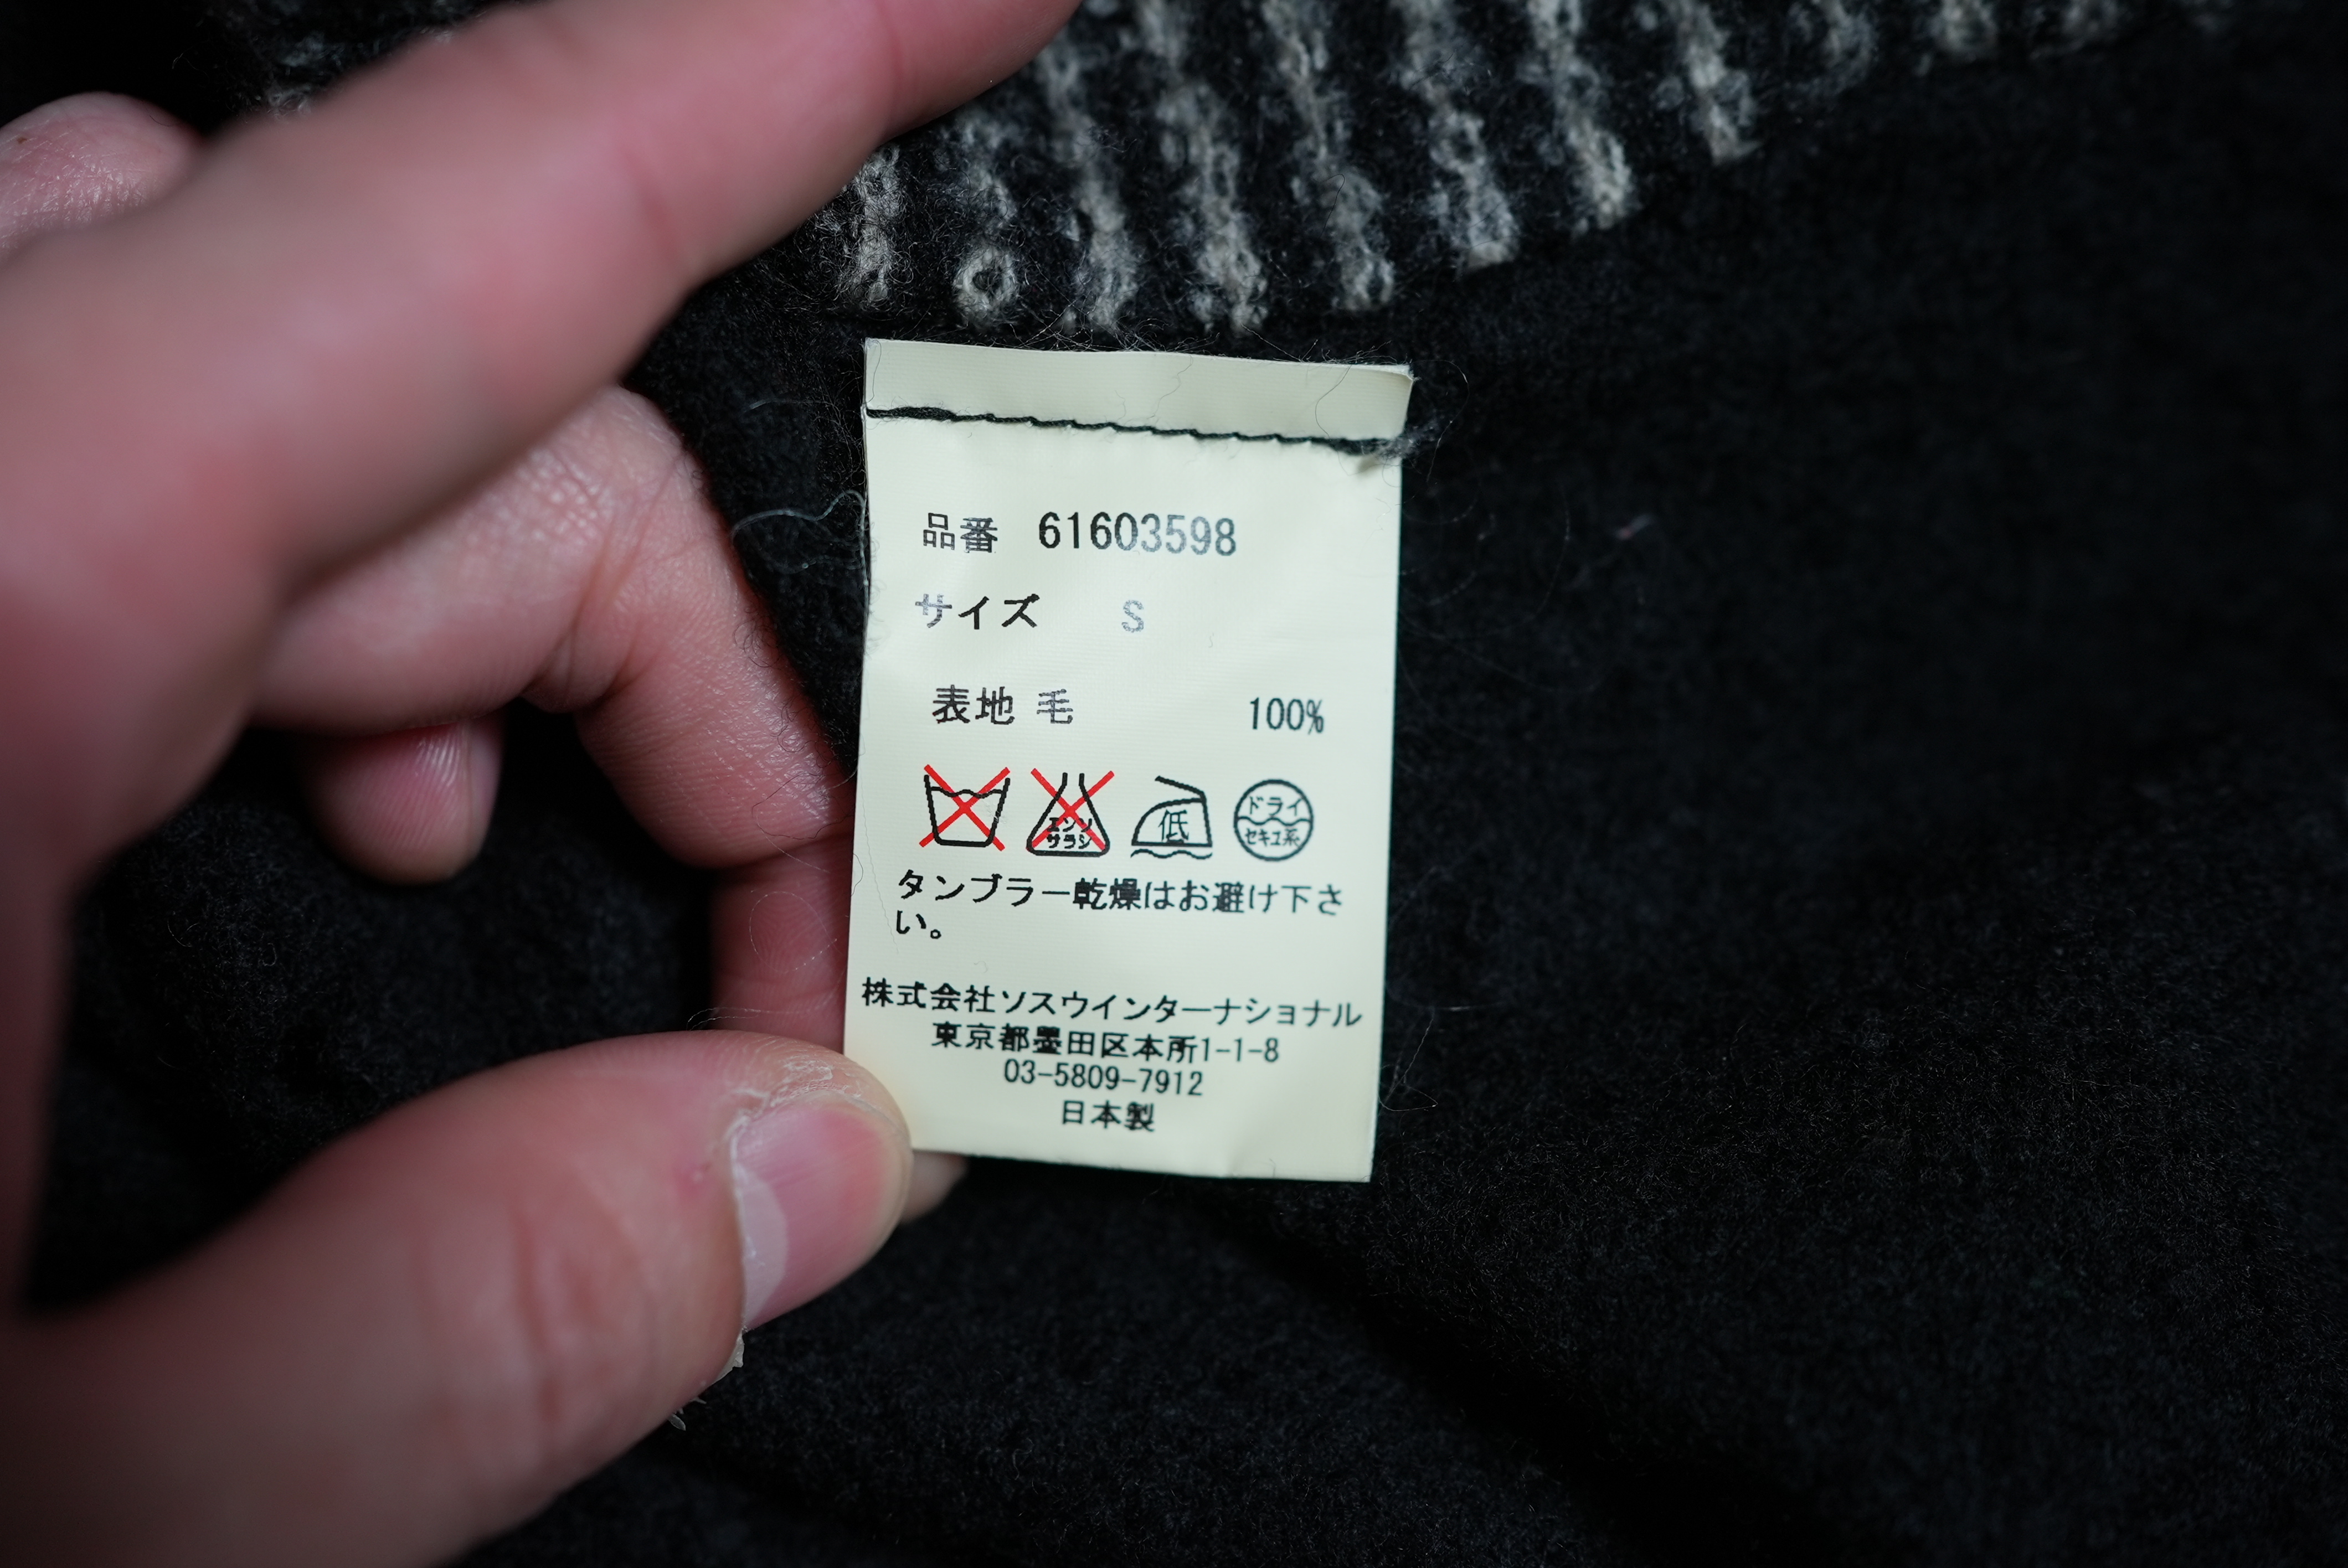 品番 61603598
サイズ S
表地 毛 100%
エンソ
サラシ
低
ドライ
セキユ系
タンブラー乾燥はお避け下さ
い。
株式会社ソスウインターナショナル
東京都墨田区本所1-1-8
03-5809-7912
日本製